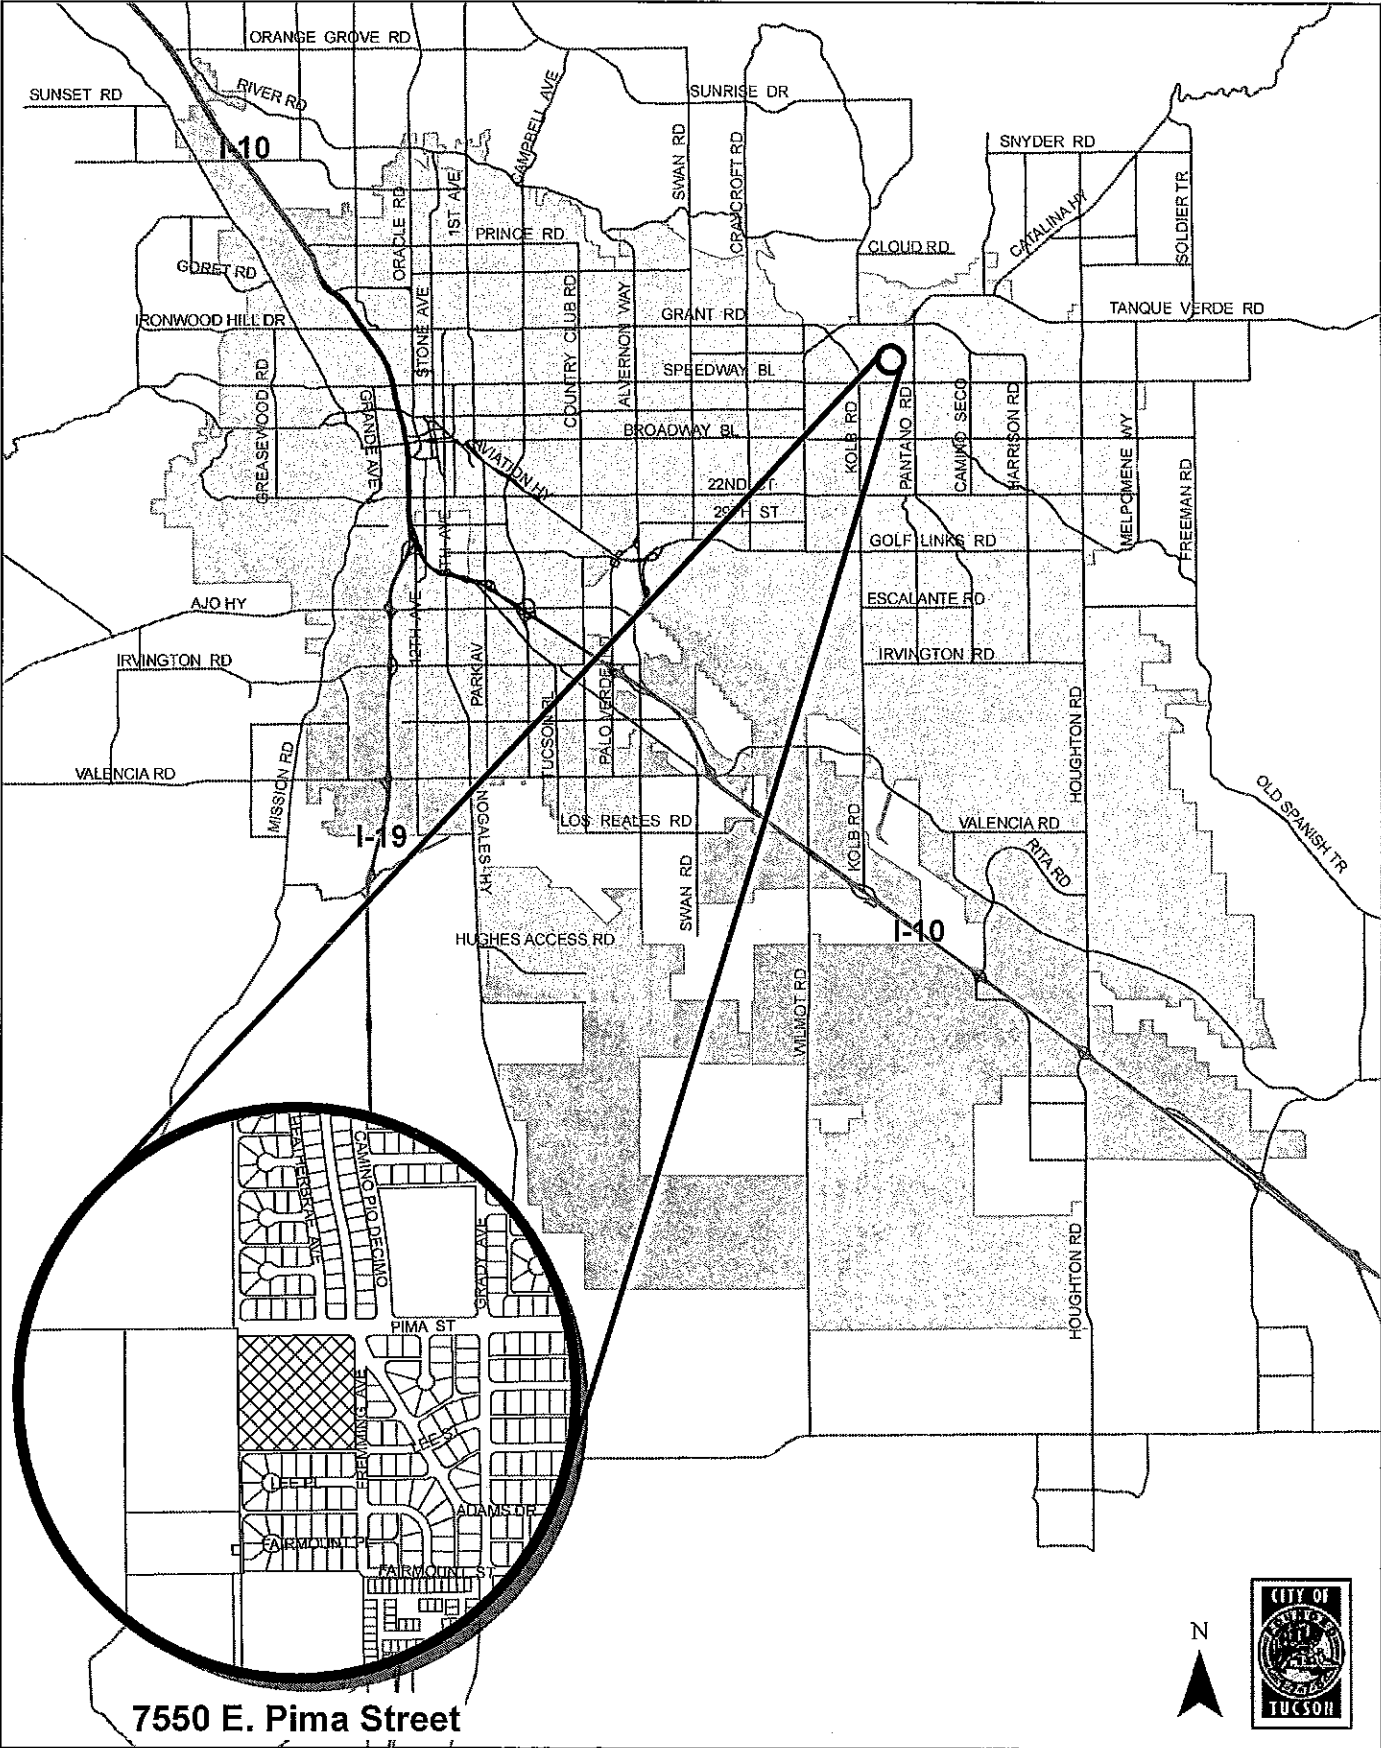 ORANGE GROVE RD
SUNSET RD
RIVER RD
CAMPBELL AVE
SUNRISE DR
I-10
SWAN RD
CRAYCROFT RD
SNYDER RD
SOLDIER TR
CATALINA HY
ORACLE RD
1ST AVE
PRINCE RD
CLOUD RD
GORET RD
IRONWOOD HILL DR
STONE AVE
COUNTRY CLUB RD
ALVERNON WAY
GRANT RD
TANQUE VERDE RD
SPEEDWAY BL
GREASEWOOD RD
GRANDE AVE
BROADWAY BL
KOLB RD
PANTANO RD
CAMINO SECO
HARRISON RD
MELPOMENE WY
FREEMAN RD
AVIATION HY
22ND ST
29TH ST
GOLF LINKS RD
6TH AVE
AJO HY
12TH AVE
ESCALANTE RD
IRVINGTON RD
PARK AV
IRVINGTON RD
TUCSON BL
PALO VERDE
HOUGHTON RD
MISSION RD
VALENCIA RD
NOGALES HY
LOS REALES RD
KOLB RD
VALENCIA RD
RITA RD
OLD SPANISH TR
I-19
SWAN RD
HUGHES ACCESS RD
I-10
WILMOT RD
HOUGHTON RD
HEATHERBRAE AVE
CAMINO PIO DECIMO
GRADY AVE
PIMA ST
FREMMING AVE
LEE ST
LEE PL
ADAMS DR
FAIRMOUNT PL
FAIRMOUNT ST
7550 E. Pima Street
N
CITY OF
FOUNDED
TUCSON